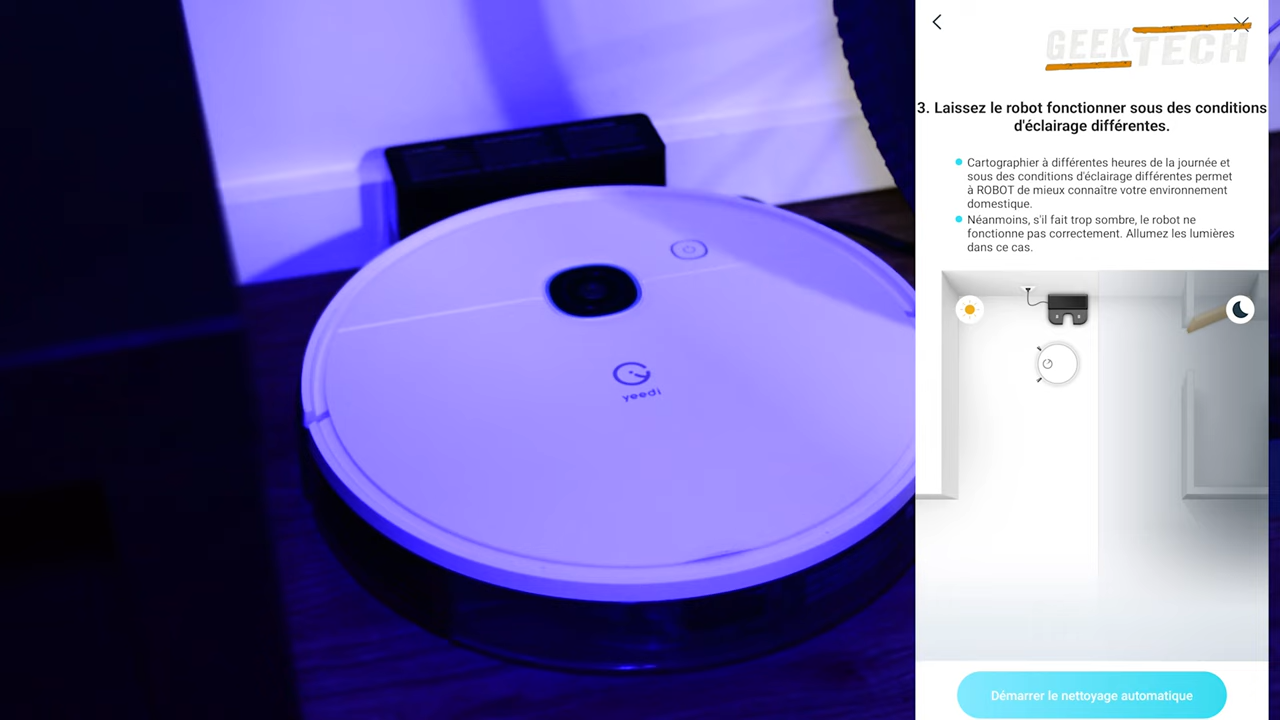 yeedi
GEEK TECH
3. Laissez le robot fonctionner sous des conditions
d'éclairage différentes.
Cartographier à différentes heures de la journée et
sous des conditions d'éclairage différentes permet
à ROBOT de mieux connaître votre environnement
domestique.
Néanmoins, s'il fait trop sombre, le robot ne
fonctionne pas correctement. Allumez les lumières
dans ce cas.
Démarrer le nettoyage automatique